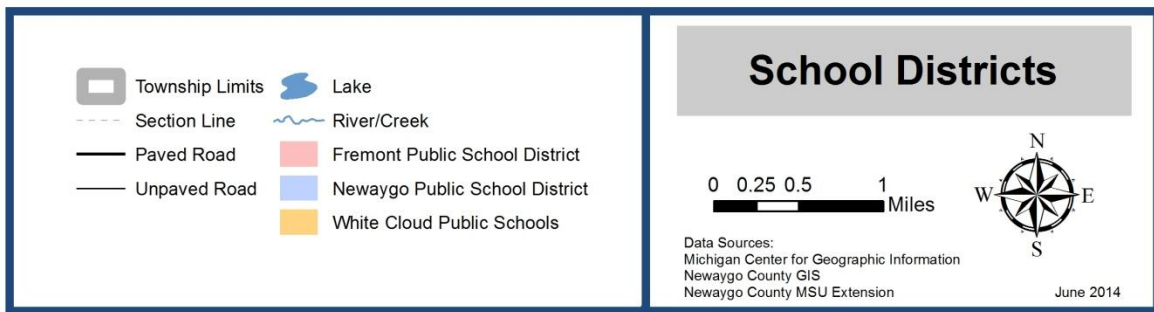 Township Limits
Section Line
Paved Road
Unpaved Road
Lake
River/Creek
Fremont Public School District
Newaygo Public School District
White Cloud Public Schools
School Districts
0 0.25 0.5 1
Miles
N
W E
S
Data Sources:
Michigan Center for Geographic Information
Newaygo County GIS
Newaygo County MSU Extension
June 2014